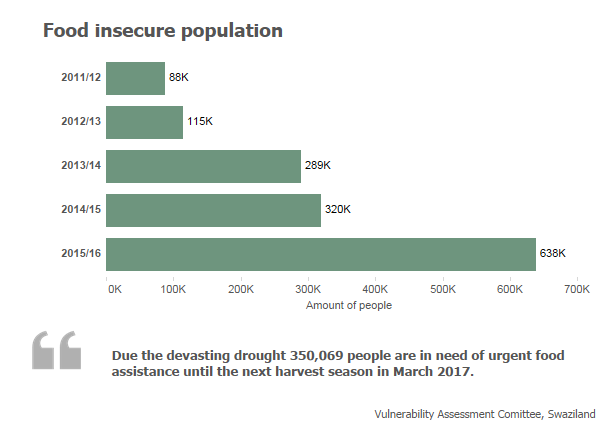 Food insecure population
2011/12 88K
2012/13 115K
2013/14 289K
2014/15 320K
2015/16 638K
0K 100K 200K 300K 400K 500K 600K 700K
Amount of people
Due the devasting drought 350,069 people are in need of urgent food
assistance until the next harvest season in March 2017.
Vulnerability Assessment Comittee, Swaziland